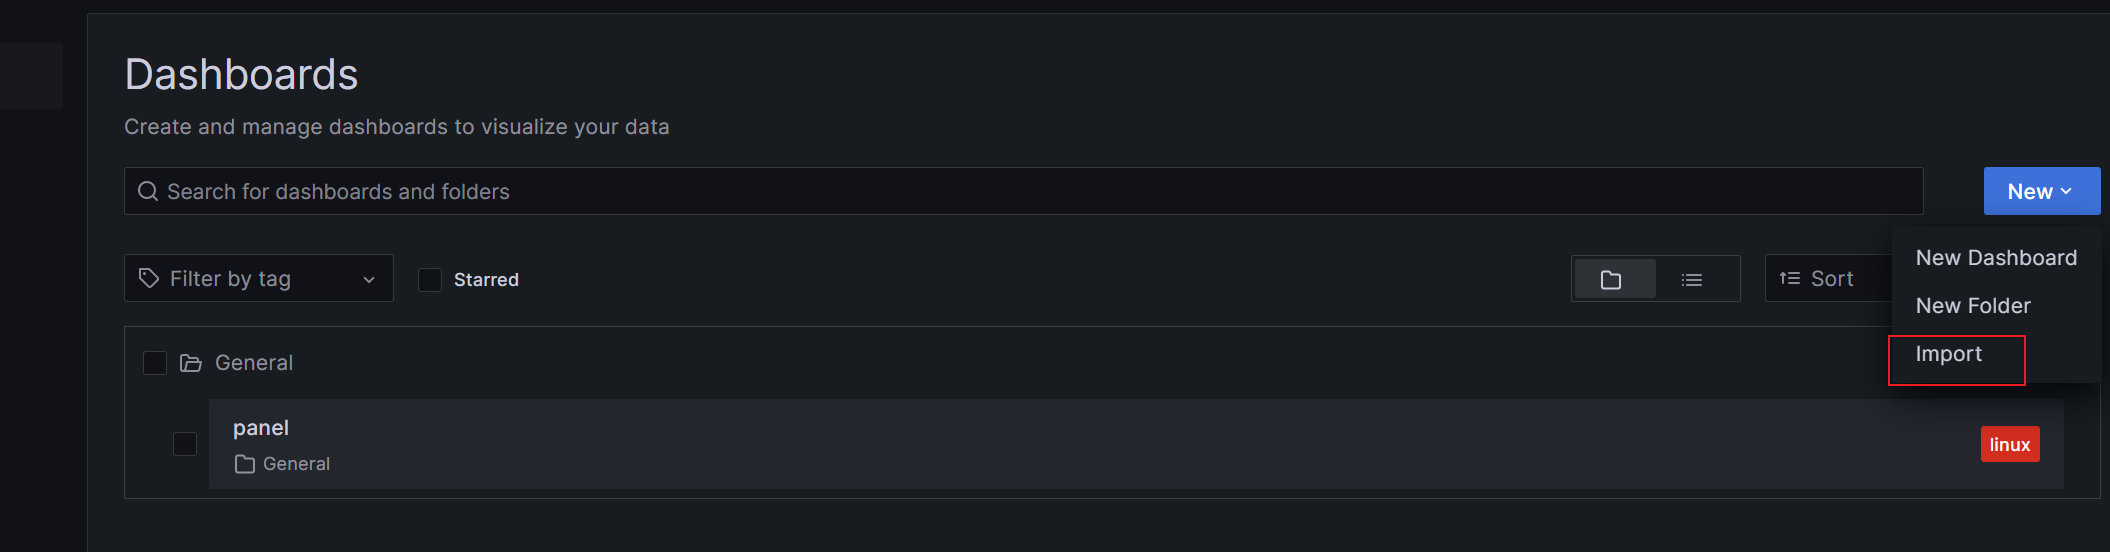 Dashboards
Create and manage dashboards to visualize your data
Search for dashboards and folders
New
New Dashboard
New Folder
Import
Filter by tag
Starred
Sort
General
panel
General
linux